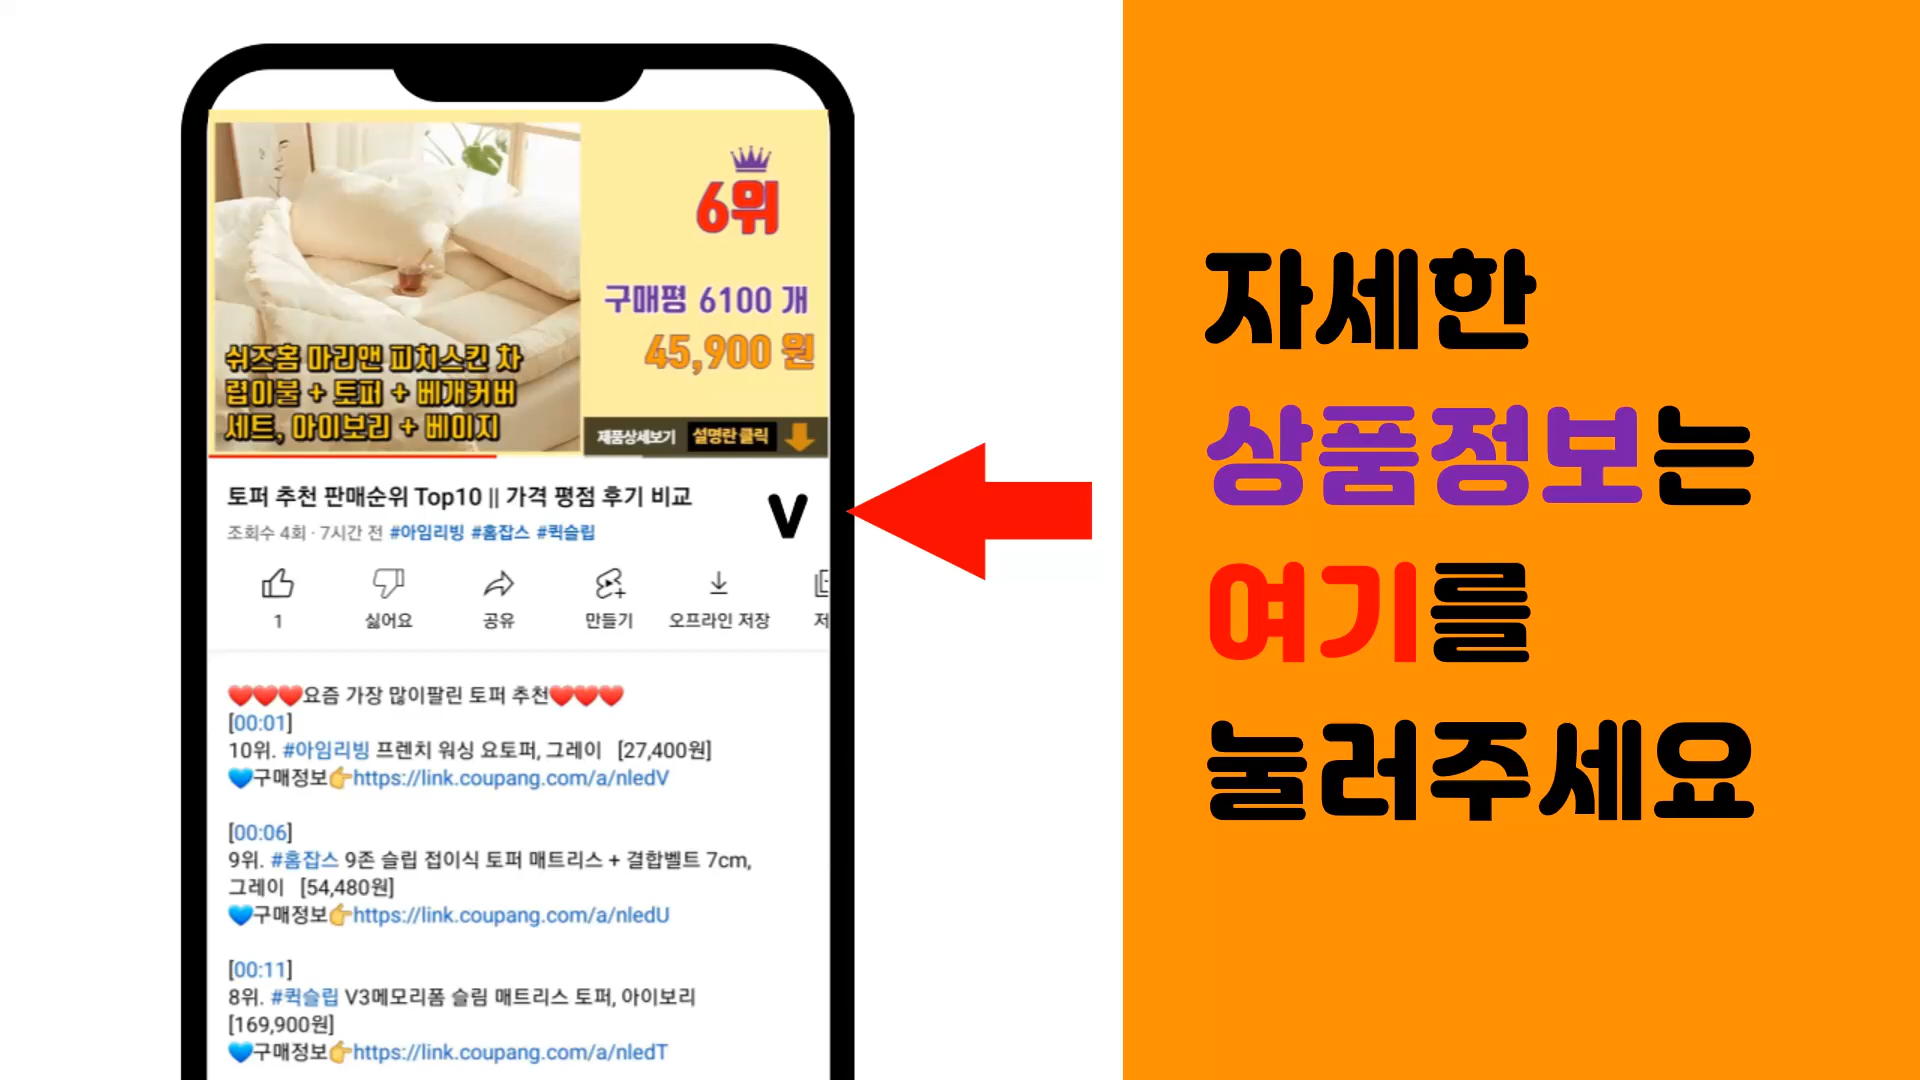 6위
구매평 6100 개
45,900 원
쉬즈홈 마리앤 피치스킨 차
렵이불 + 토퍼 + 베개커버
세트, 아이보리 + 베이지
제품상세보기 설명란 클릭
토퍼 추천 판매순위 Top10 || 가격 평점 후기 비교
V
조회수 4회 · 7시간 전 #아임리빙 #홈잡스 #퀵슬립
1 싫어요 공유 만들기 오프라인 저장 저
❤️❤️❤️요즘 가장 많이팔린 토퍼 추천❤️❤️❤️
[00:01]
10위. #아임리빙 프렌치 워싱 요토퍼, 그레이 [27,400원]
💙구매정보👉https://link.coupang.com/a/nledV
[00:06]
9위. #홈잡스 9존 슬립 접이식 토퍼 매트리스 + 결합벨트 7cm,
그레이 [54,480원]
💙구매정보👉https://link.coupang.com/a/nledU
[00:11]
8위. #퀵슬립 V3메모리폼 슬림 매트리스 토퍼, 아이보리
[169,900원]
💙구매정보👉https://link.coupang.com/a/nledT
자세한
상품정보는
여기를
눌러주세요